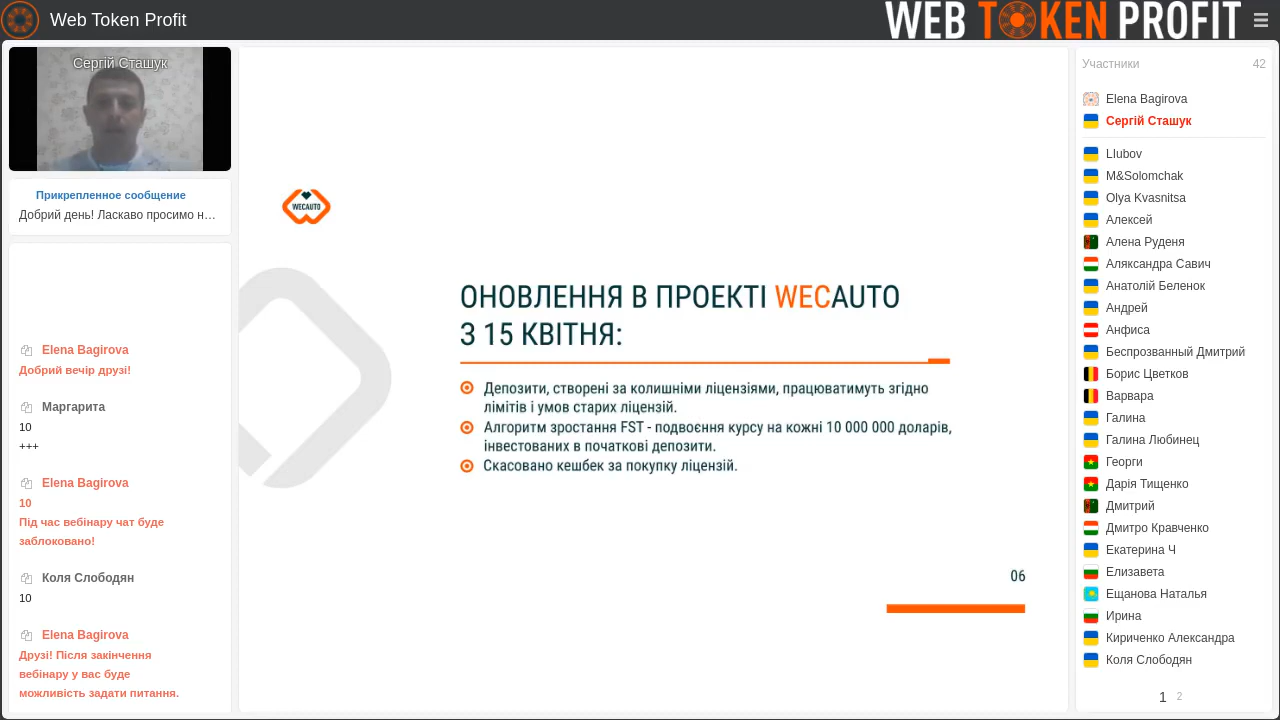 Web Token Profit
WEB TOKEN PROFIT
Сергій Сташук
Прикрепленное сообщение
Добрий день! Ласкаво просимо н…
Elena Bagirova
Добрий вечір друзі!
Маргарита
10
+++
Elena Bagirova
10
Під час вебінару чат буде
заблоковано!
Коля Слободян
10
Elena Bagirova
Друзі! Після закінчення
вебінару у вас буде
можливість задати питання.
WECAUTO
ОНОВЛЕННЯ В ПРОЕКТІ WECAUTO
З 15 КВІТНЯ:
Депозити, створені за колишніми ліцензіями, працюватимуть згідно
лімітів і умов старих ліцензій.
Алгоритм зростання FST - подвоєння курсу на кожні 10 000 000 доларів,
інвестованих в початкові депозити.
Скасовано кешбек за покупку ліцензій.
06
Участники 42
Elena Bagirova
Сергій Сташук
LIubov
M&Solomchak
Olya Kvasnitsa
Алексей
Алена Руденя
Аляксандра Савич
Анатолій Беленок
Андрей
Анфиса
Беспрозванный Дмитрий
Борис Цветков
Варвара
Галина
Галина Любинец
Георги
Дарія Тищенко
Дмитрий
Дмитро Кравченко
Екатерина Ч
Елизавета
Ещанова Наталья
Ирина
Кириченко Александра
Коля Слободян
1 2